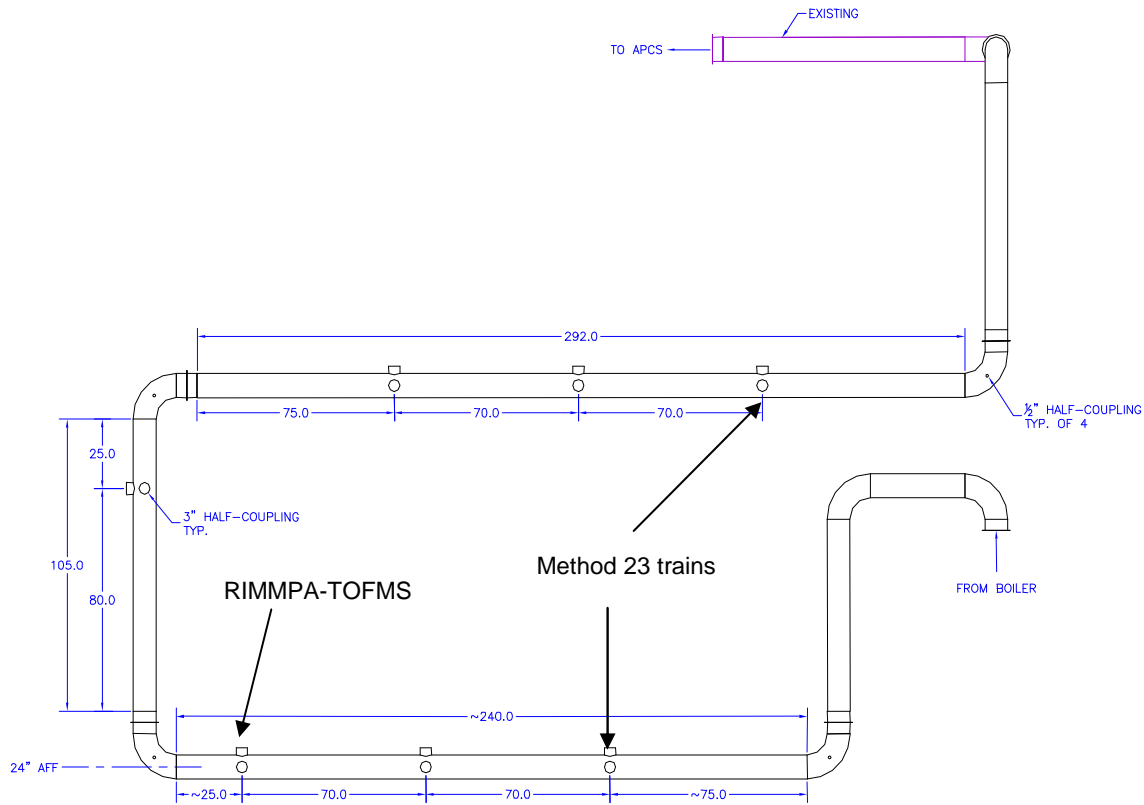 EXISTING
TO APCS
292.0
75.0
70.0
70.0
½" HALF-COUPLING
TYP. OF 4
25.0
3" HALF-COUPLING
TYP.
105.0
80.0
Method 23 trains
RIMMPA-TOFMS
FROM BOILER
~240.0
24" AFF
~25.0
70.0
70.0
~75.0